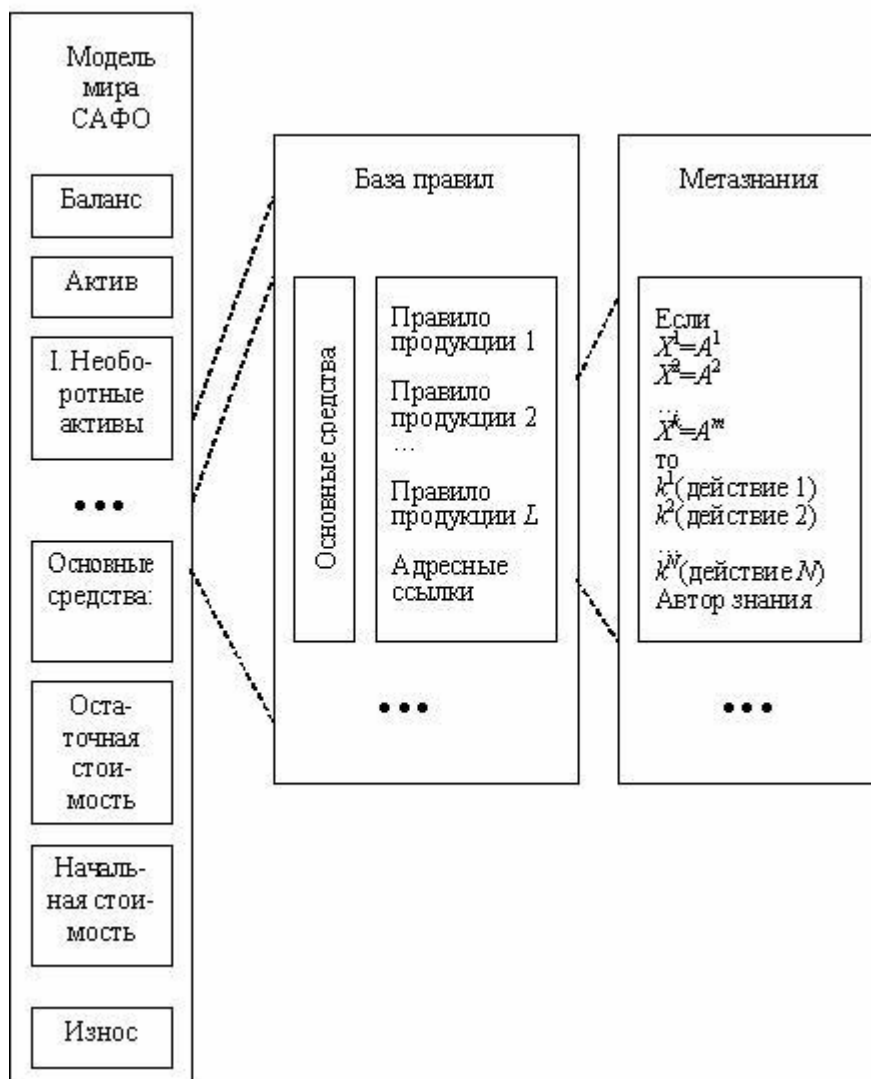 Модель
мира
САФО
Баланс
Актив
I. Необо-
ротные
активы
•••
Основные
средства:
Оста-
точная
стои-
мость
Началь-
ная стои-
мость
Износ
База правил
Основные средства
Правило
продукции 1
Правило
продукции 2
...
Правило
продукции L
Адресные
ссылки
•••
Метазнания
Если
X¹=A¹
X²=A²
...
Xᵏ=Aᵐ
то
k¹(действие 1)
k²(действие 2)
...
kᴺ(действие N)
Автор знания
•••